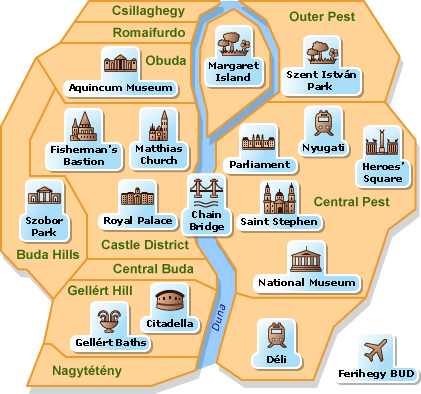 Csillaghegy
Romaifurdo
Obuda
Aquincum Museum
Margaret
Island
Outer Pest
Szent István
Park
Fisherman's
Bastion
Matthias
Church
Parliament
Nyugati
Heroes'
Square
Szobor
Park
Royal Palace
Chain
Bridge
Saint Stephen
Central Pest
Castle District
Buda Hills
Central Buda
National Museum
Gellért Hill
Citadella
Gellért Baths
Duna
Déli
Nagytétény
Ferihegy BUD